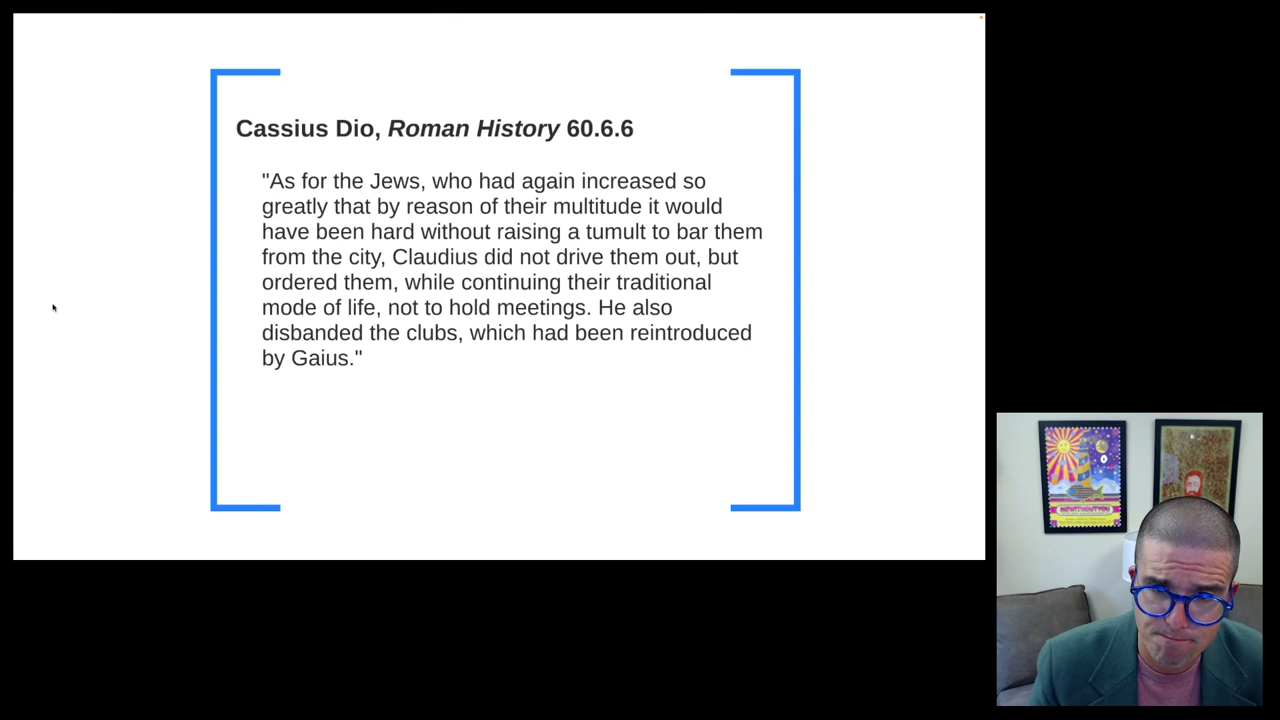 Cassius Dio, Roman History 60.6.6
"As for the Jews, who had again increased so
greatly that by reason of their multitude it would
have been hard without raising a tumult to bar them
from the city, Claudius did not drive them out, but
ordered them, while continuing their traditional
mode of life, not to hold meetings. He also
disbanded the clubs, which had been reintroduced
by Gaius."